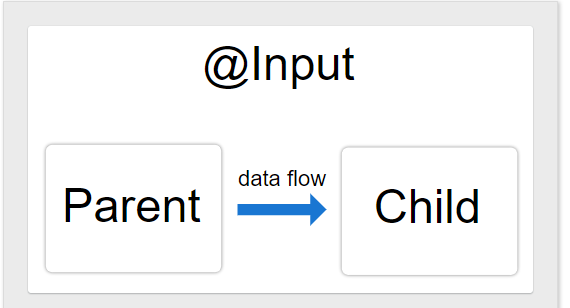 @Input
data flow
Parent
Child